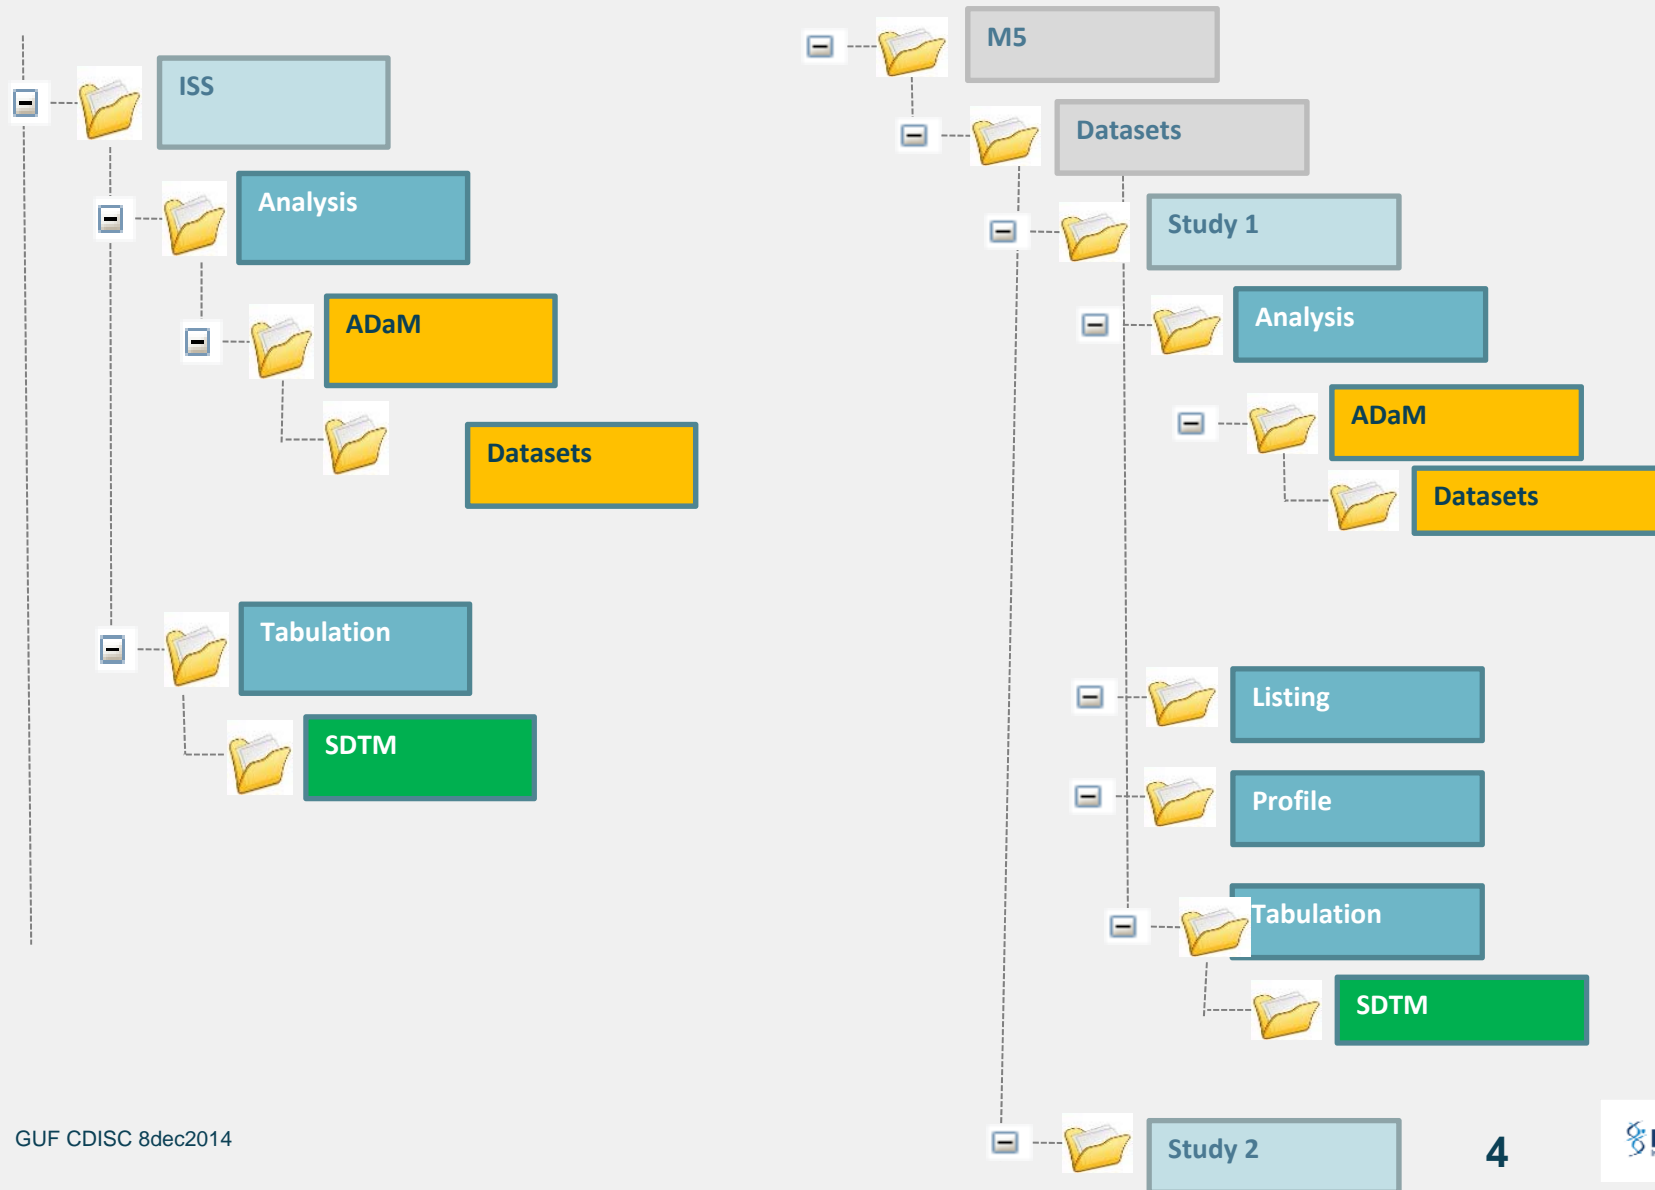 ISS
Analysis
ADaM
Datasets
Tabulation
SDTM
M5
Datasets
Study 1
Analysis
ADaM
Datasets
Listing
Profile
Tabulation
SDTM
Study 2
GUF CDISC 8dec2014
4